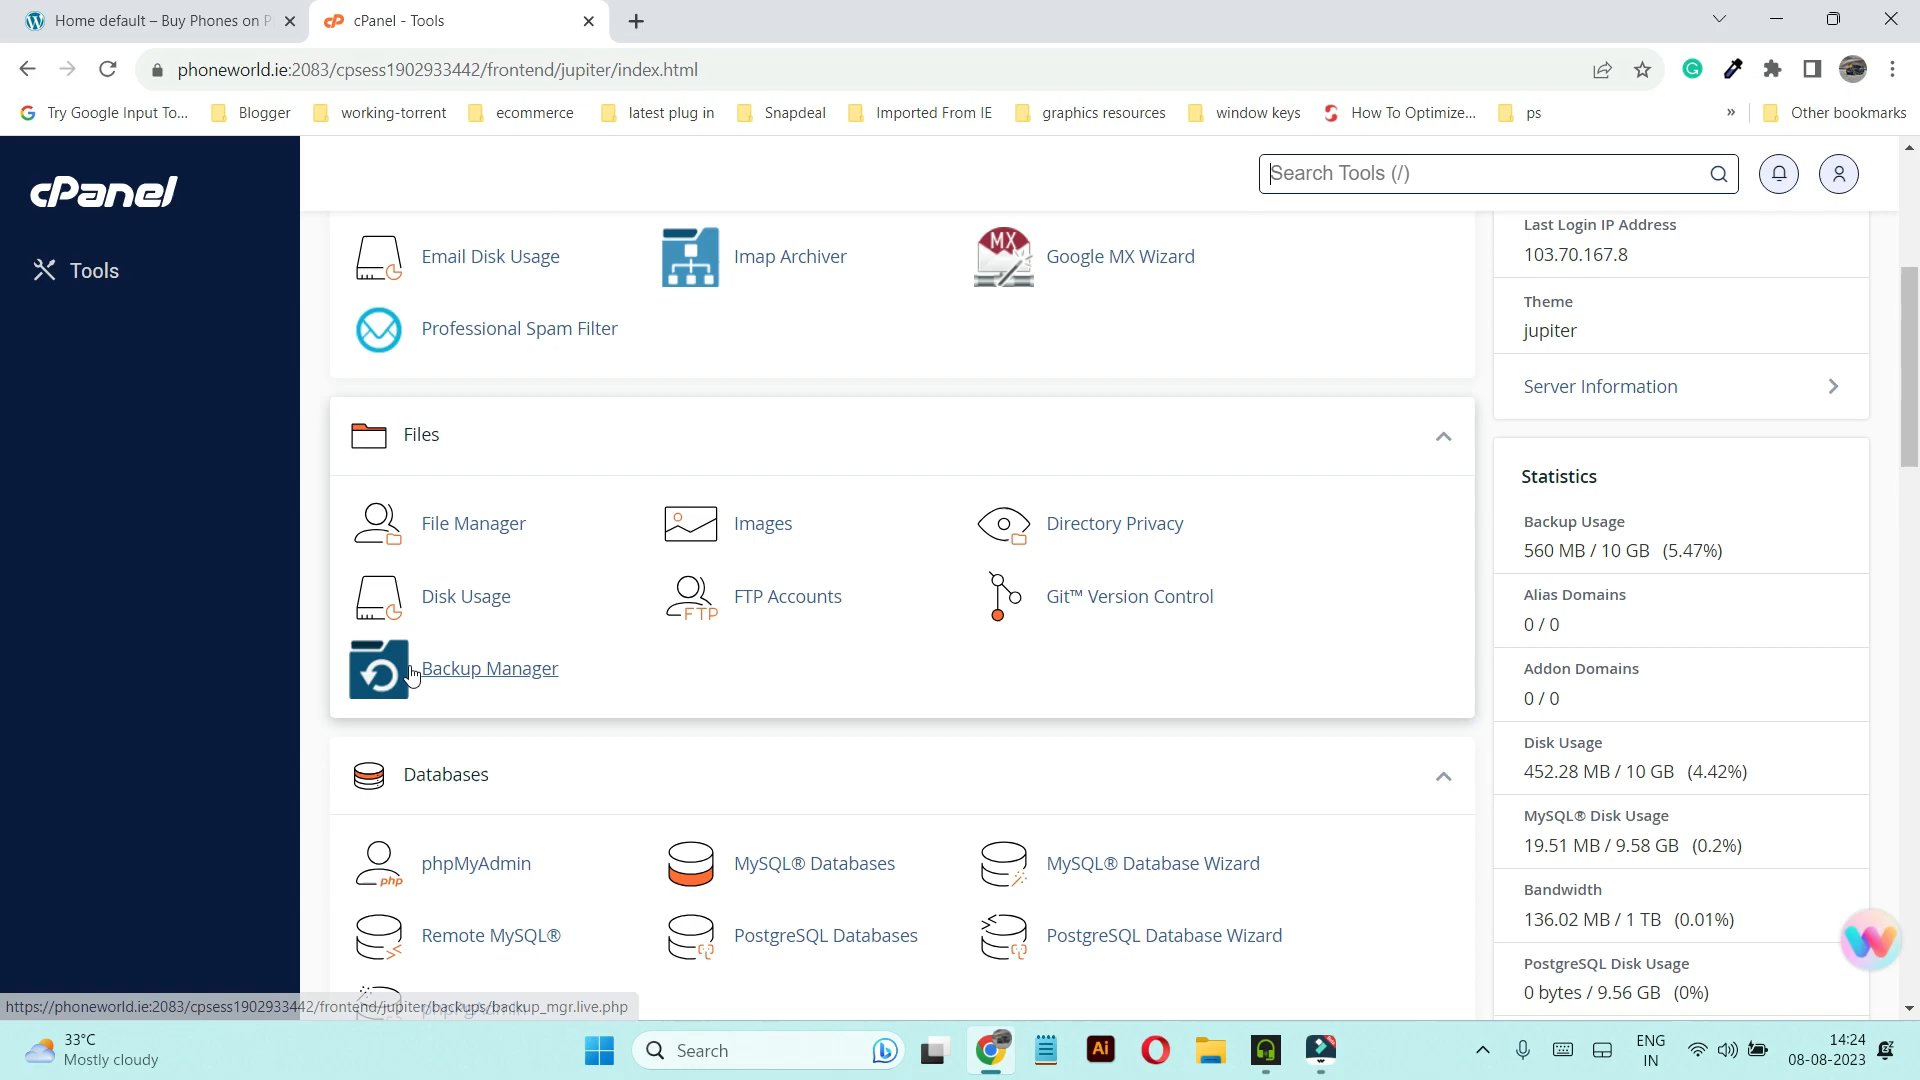 Home default – Buy Phones on P
cPanel - Tools
phoneworld.ie:2083/cpsess1902933442/frontend/jupiter/index.html
Try Google Input To...
Blogger
working-torrent
ecommerce
latest plug in
Snapdeal
Imported From IE
graphics resources
window keys
How To Optimize...
ps
»
Other bookmarks
cPanel
Tools
Search Tools (/)
Email Disk Usage
Imap Archiver
MX
Google MX Wizard
Professional Spam Filter
Files
File Manager
Images
Directory Privacy
Disk Usage
FTP
FTP Accounts
Git™ Version Control
Backup Manager
Databases
php
phpMyAdmin
MySQL® Databases
MySQL® Database Wizard
Remote MySQL®
PostgreSQL Databases
PostgreSQL Database Wizard
Last Login IP Address
103.70.167.8
Theme
jupiter
Server Information
Statistics
Backup Usage
560 MB / 10 GB (5.47%)
Alias Domains
0 / 0
Addon Domains
0 / 0
Disk Usage
452.28 MB / 10 GB (4.42%)
MySQL® Disk Usage
19.51 MB / 9.58 GB (0.2%)
Bandwidth
136.02 MB / 1 TB (0.01%)
PostgreSQL Disk Usage
0 bytes / 9.56 GB (0%)
https://phoneworld.ie:2083/cpsess1902933442/frontend/jupiter/backups/backup_mgr.live.php
33°C
Mostly cloudy
Search
Ai
ENG
IN
14:24
08-08-2023